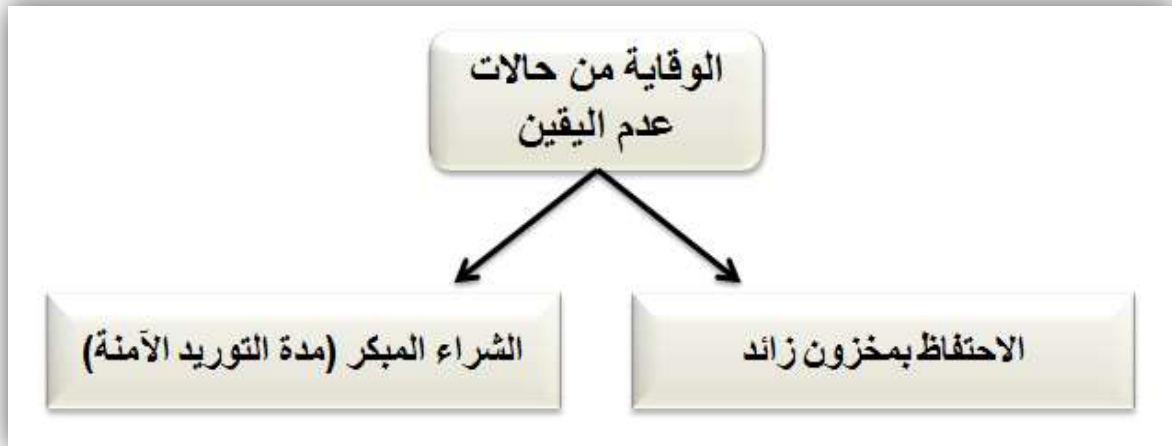 الوقاية من حالات
عدم اليقين
الاحتفاظ بمخزون زائد
الشراء المبكر (مدة التوريد الآمنة)